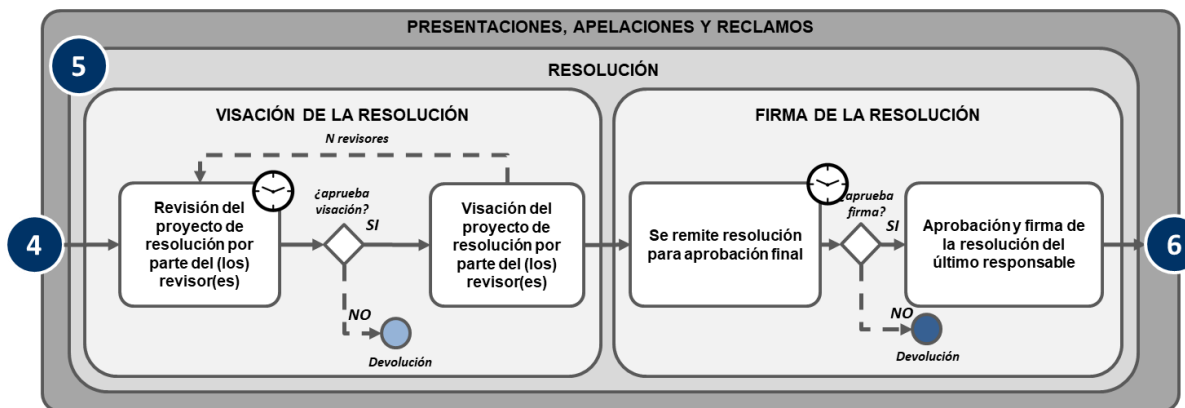 PRESENTACIONES, APELACIONES Y RECLAMOS
5
RESOLUCIÓN
VISACIÓN DE LA RESOLUCIÓN
N revisores
4
Revisión del
proyecto de
resolución por
parte del (los)
revisor(es)
¿aprueba
visación?
SI
NO
Devolución
Visación del
proyecto de
resolución por
parte del (los)
revisor(es)
FIRMA DE LA RESOLUCIÓN
Se remite resolución
para aprobación final
¿aprueba
firma?
SI
NO
Devolución
Aprobación y firma de
la resolución del
último responsable
6